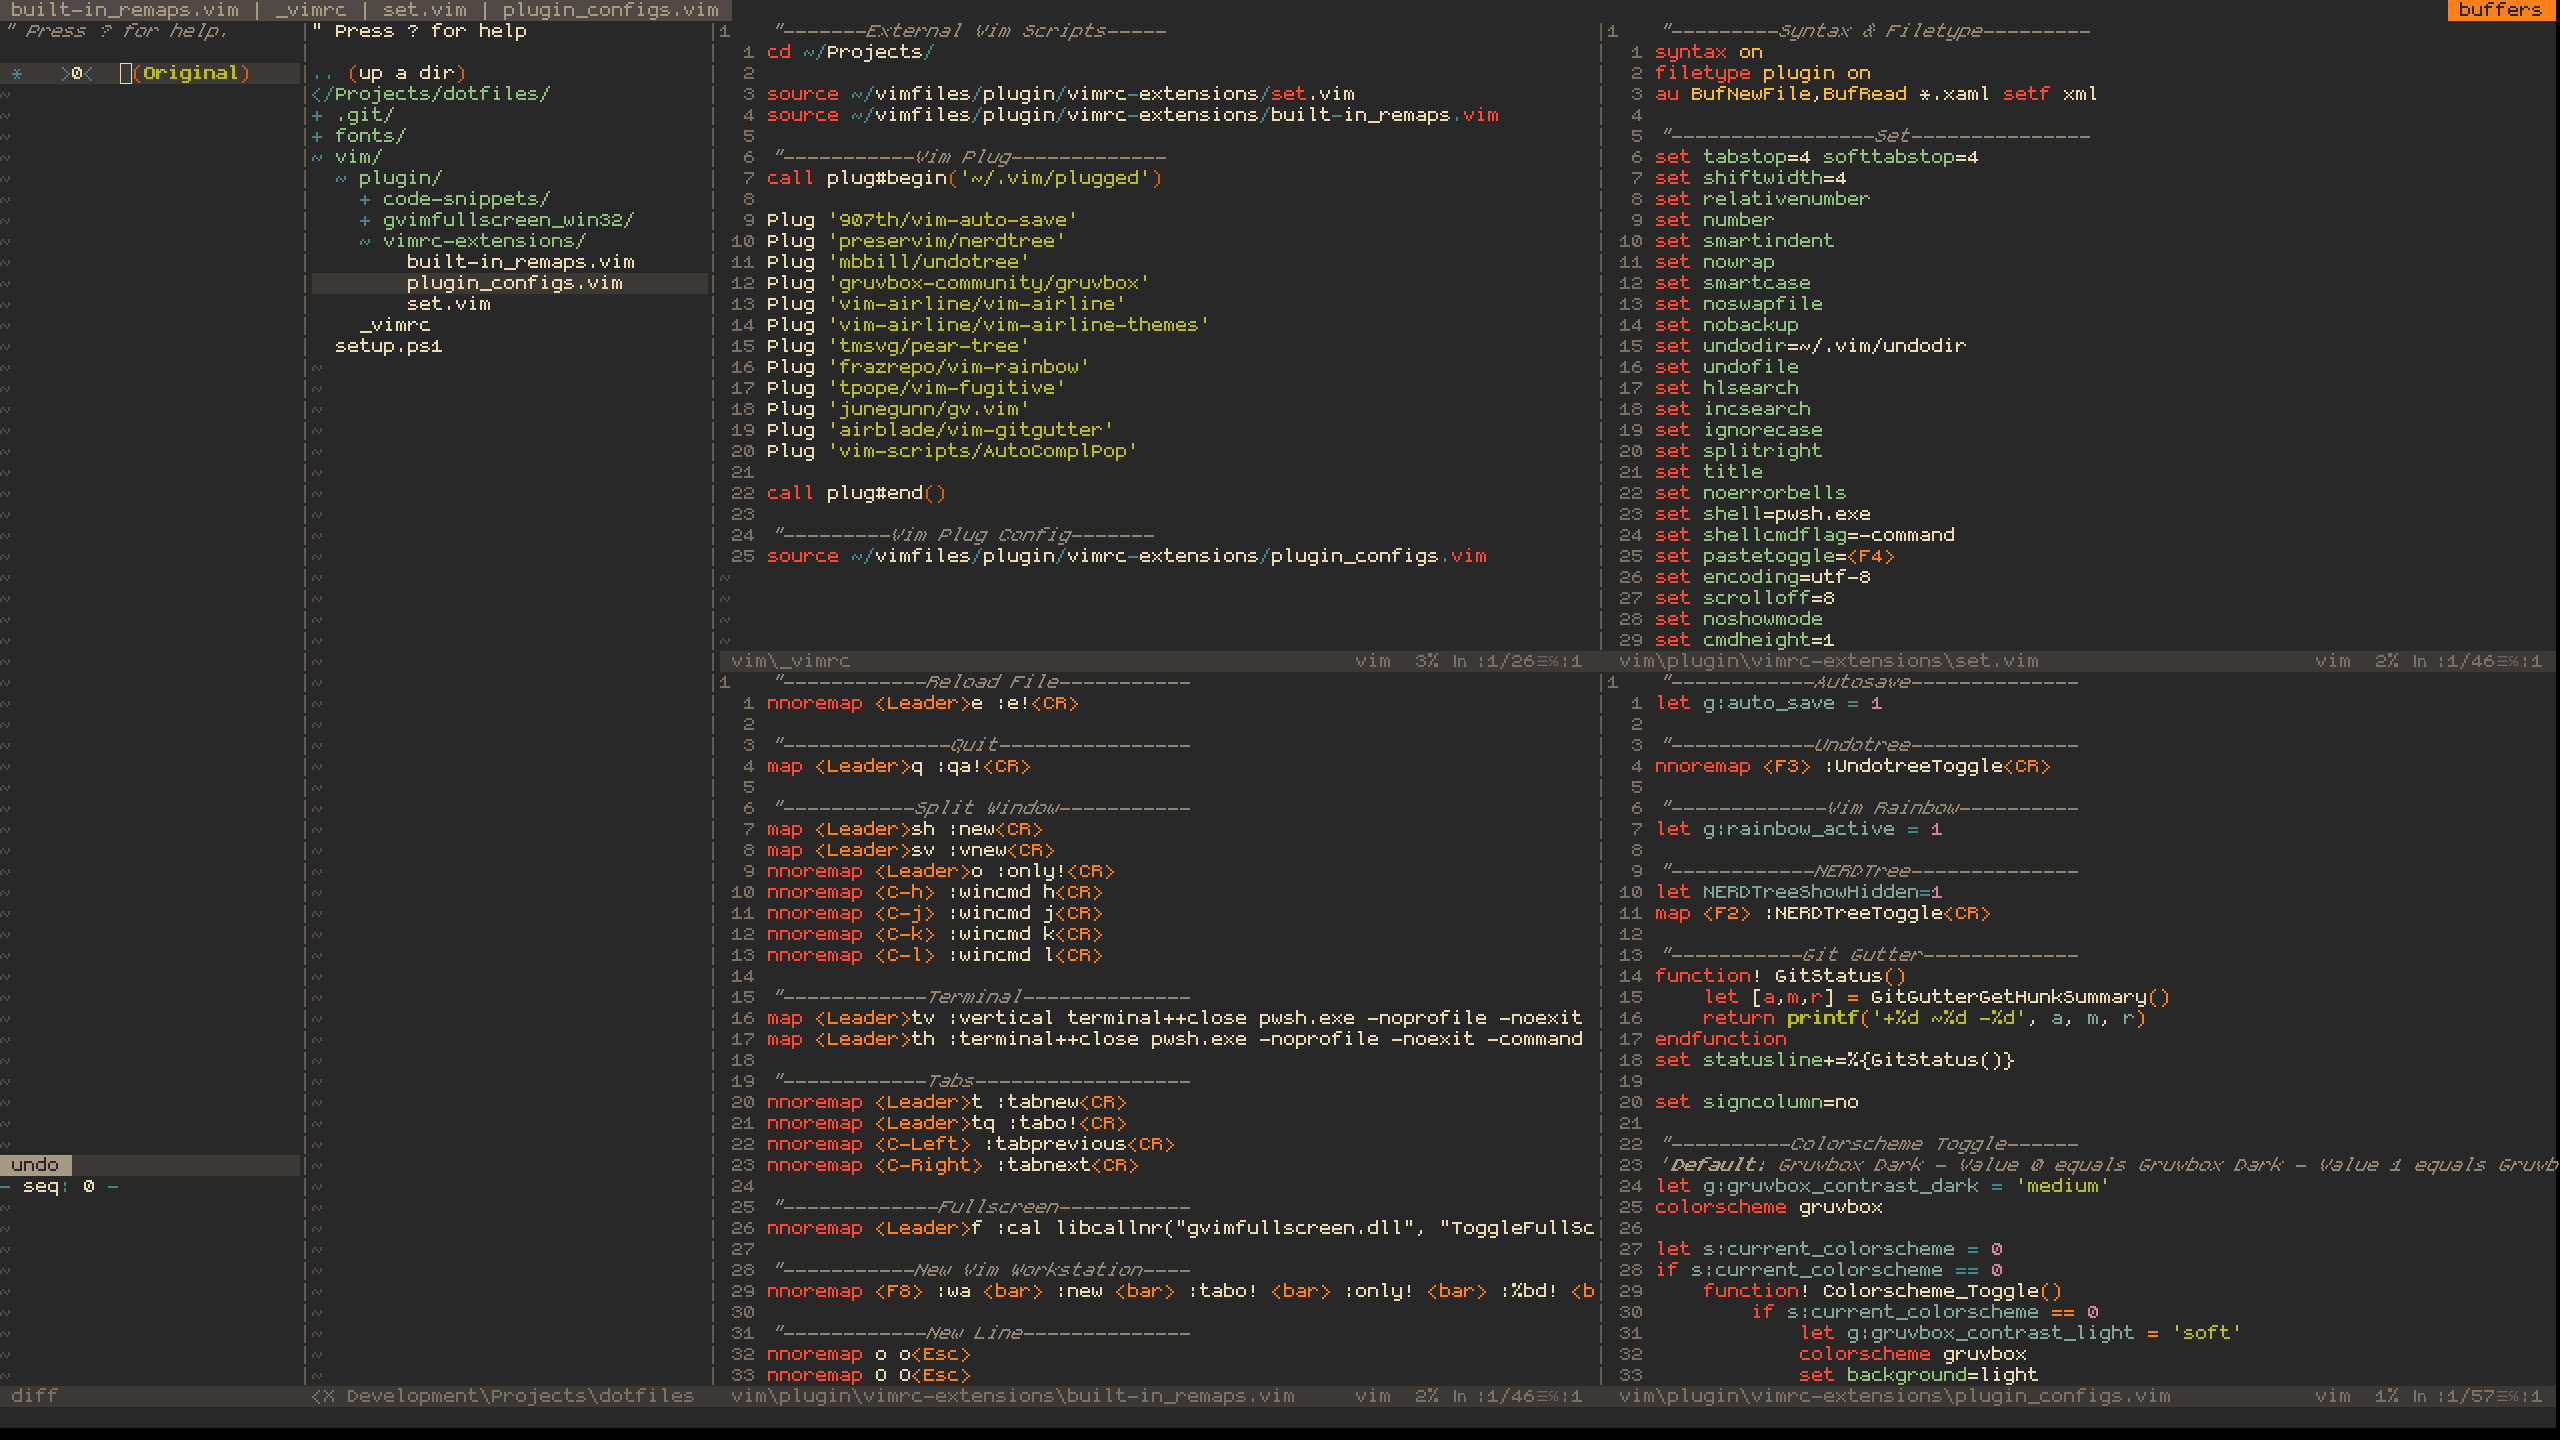 built-in_remaps.vim | _vimrc | set.vim | plugin_configs.vim
buffers
" Press ? for help.
* >0< (Original)
undo
- seq: 0 -
diff
" Press ? for help
.. (up a dir)
</Projects/dotfiles/
+ .git/
+ fonts/
~ vim/
~ plugin/
+ code-snippets/
+ gvimfullscreen_win32/
~ vimrc-extensions/
built-in_remaps.vim
plugin_configs.vim
set.vim
_vimrc
setup.ps1
<X Development\Projects\dotfiles
1 "-------External Vim Scripts-----
1 cd ~/Projects/
2
3 source ~/vimfiles/plugin/vimrc-extensions/set.vim
4 source ~/vimfiles/plugin/vimrc-extensions/built-in_remaps.vim
5
6 "-----------Vim Plug-------------
7 call plug#begin('~/.vim/plugged')
8
9 Plug '907th/vim-auto-save'
10 Plug 'preservim/nerdtree'
11 Plug 'mbbill/undotree'
12 Plug 'gruvbox-community/gruvbox'
13 Plug 'vim-airline/vim-airline'
14 Plug 'vim-airline/vim-airline-themes'
15 Plug 'tmsvg/pear-tree'
16 Plug 'frazrepo/vim-rainbow'
17 Plug 'tpope/vim-fugitive'
18 Plug 'junegunn/gv.vim'
19 Plug 'airblade/vim-gitgutter'
20 Plug 'vim-scripts/AutoComplPop'
21
22 call plug#end()
23
24 "---------Vim Plug Config-------
25 source ~/vimfiles/plugin/vimrc-extensions/plugin_configs.vim
vim\_vimrc vim 3% ln :1/26≡%:1
1 "---------Syntax & Filetype---------
1 syntax on
2 filetype plugin on
3 au BufNewFile,BufRead *.xaml setf xml
4
5 "-----------------Set---------------
6 set tabstop=4 softtabstop=4
7 set shiftwidth=4
8 set relativenumber
9 set number
10 set smartindent
11 set nowrap
12 set smartcase
13 set noswapfile
14 set nobackup
15 set undodir=~/.vim/undodir
16 set undofile
17 set hlsearch
18 set incsearch
19 set ignorecase
20 set splitright
21 set title
22 set noerrorbells
23 set shell=pwsh.exe
24 set shellcmdflag=-command
25 set pastetoggle=<F4>
26 set encoding=utf-8
27 set scrolloff=8
28 set noshowmode
29 set cmdheight=1
vim\plugin\vimrc-extensions\set.vim vim 2% ln :1/46≡%:1
1 "------------Reload File-----------
1 nnoremap <Leader>e :e!<CR>
2
3 "--------------Quit----------------
4 map <Leader>q :qa!<CR>
5
6 "-----------Split Window-----------
7 map <Leader>sh :new<CR>
8 map <Leader>sv :vnew<CR>
9 nnoremap <Leader>o :only!<CR>
10 nnoremap <C-h> :wincmd h<CR>
11 nnoremap <C-j> :wincmd j<CR>
12 nnoremap <C-k> :wincmd k<CR>
13 nnoremap <C-l> :wincmd l<CR>
14
15 "------------Terminal--------------
16 map <Leader>tv :vertical terminal++close pwsh.exe -noprofile -noexit
17 map <Leader>th :terminal++close pwsh.exe -noprofile -noexit -command
18
19 "------------Tabs------------------
20 nnoremap <Leader>t :tabnew<CR>
21 nnoremap <Leader>tq :tabo!<CR>
22 nnoremap <C-Left> :tabprevious<CR>
23 nnoremap <C-Right> :tabnext<CR>
24
25 "-------------Fullscreen-----------
26 nnoremap <Leader>f :cal libcallnr("gvimfullscreen.dll", "ToggleFullSc
27
28 "-----------New Vim Workstation----
29 nnoremap <F8> :wa <bar> :new <bar> :tabo! <bar> :only! <bar> :%bd! <b
30
31 "------------New Line--------------
32 nnoremap o o<Esc>
33 nnoremap O O<Esc>
vim\plugin\vimrc-extensions\built-in_remaps.vim vim 2% ln :1/46≡%:1
1 "------------Autosave--------------
1 let g:auto_save = 1
2
3 "------------Undotree--------------
4 nnoremap <F3> :UndotreeToggle<CR>
5
6 "-------------Vim Rainbow----------
7 let g:rainbow_active = 1
8
9 "------------NERDTree--------------
10 let NERDTreeShowHidden=1
11 map <F2> :NERDTreeToggle<CR>
12
13 "-----------Git Gutter-------------
14 function! GitStatus()
15 let [a,m,r] = GitGutterGetHunkSummary()
16 return printf('+%d ~%d -%d', a, m, r)
17 endfunction
18 set statusline+=%{GitStatus()}
19
20 set signcolumn=no
21
22 "----------Colorscheme Toggle------
23 'Default: Gruvbox Dark - Value 0 equals Gruvbox Dark - Value 1 equals Gruvb
24 let g:gruvbox_contrast_dark = 'medium'
25 colorscheme gruvbox
26
27 let s:current_colorscheme = 0
28 if s:current_colorscheme == 0
29 function! Colorscheme_Toggle()
30 if s:current_colorscheme == 0
31 let g:gruvbox_contrast_light = 'soft'
32 colorscheme gruvbox
33 set background=light
vim\plugin\vimrc-extensions\plugin_configs.vim vim 1% ln :1/57≡%:1